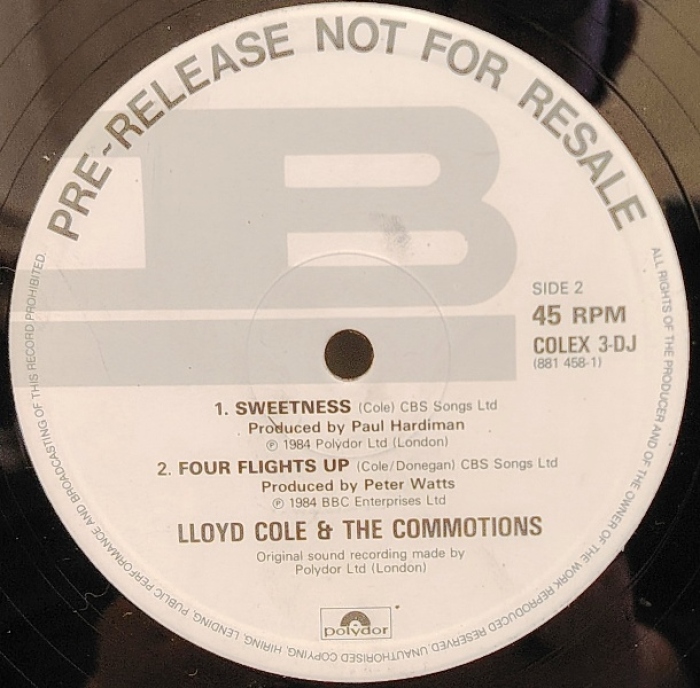 PRE-RELEASE NOT FOR RESALE
B
SIDE 2
45 RPM
COLEX 3-DJ
(881 458-1)
1. SWEETNESS (Cole) CBS Songs Ltd
Produced by Paul Hardiman
℗ 1984 Polydor Ltd (London)
2. FOUR FLIGHTS UP (Cole/Donegan) CBS Songs Ltd
Produced by Peter Watts
℗ 1984 BBC Enterprises Ltd
LLOYD COLE & THE COMMOTIONS
Original sound recording made by
Polydor Ltd (London)
polydor
ALL RIGHTS OF THE PRODUCER AND OF THE OWNER OF THE WORK REPRODUCED RESERVED. UNAUTHORISED COPYING, HIRING, LENDING, PUBLIC PERFORMANCE AND BROADCASTING OF THIS RECORD PROHIBITED.